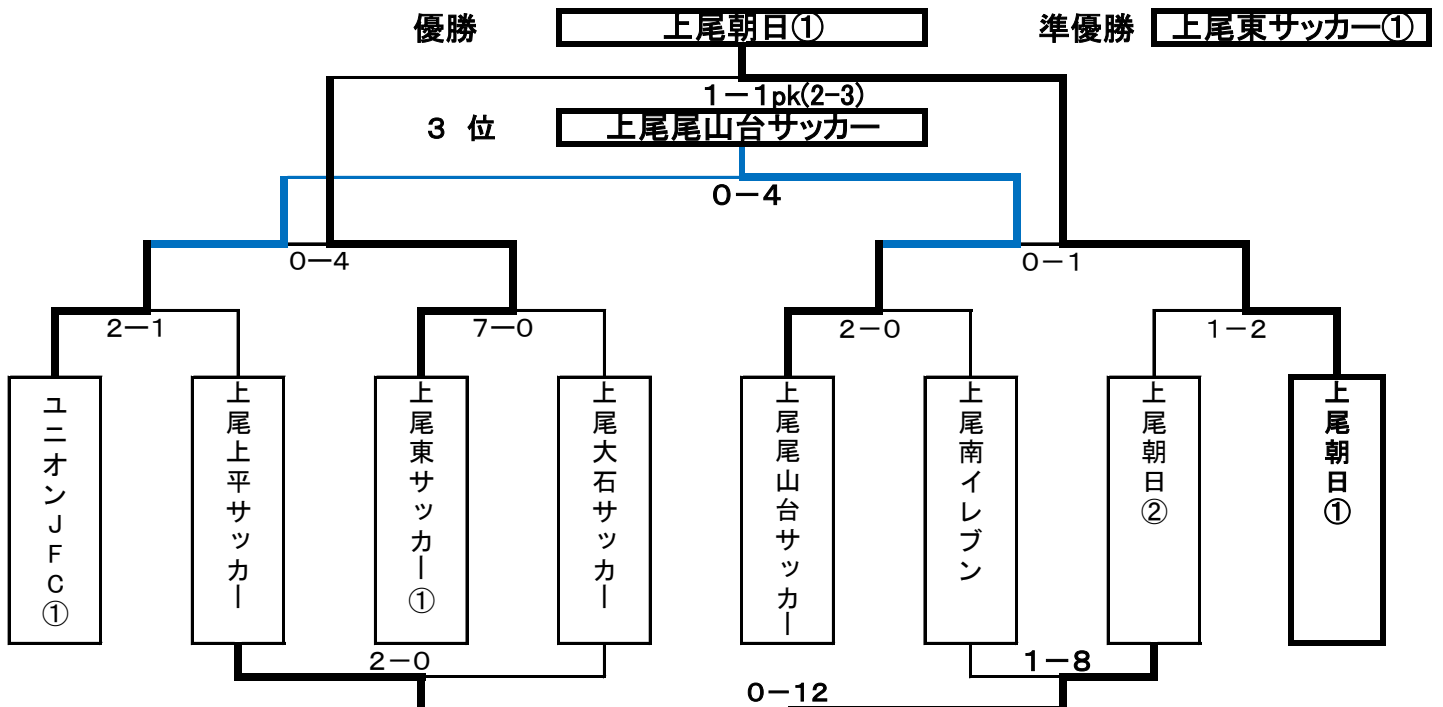 優勝 上尾朝日① 準優勝 上尾東サッカー①
1－1pk(2-3)
3 位 上尾尾山台サッカー
0－4
0－4 0－1
2－1 7－0 2－0 1－2
ユニオンJFC①
上尾上平サッカー
上尾東サッカー①
上尾大石サッカー
上尾尾山台サッカー
上尾南イレブン
上尾朝日②
上尾朝日①
2－0 1－8
0－12